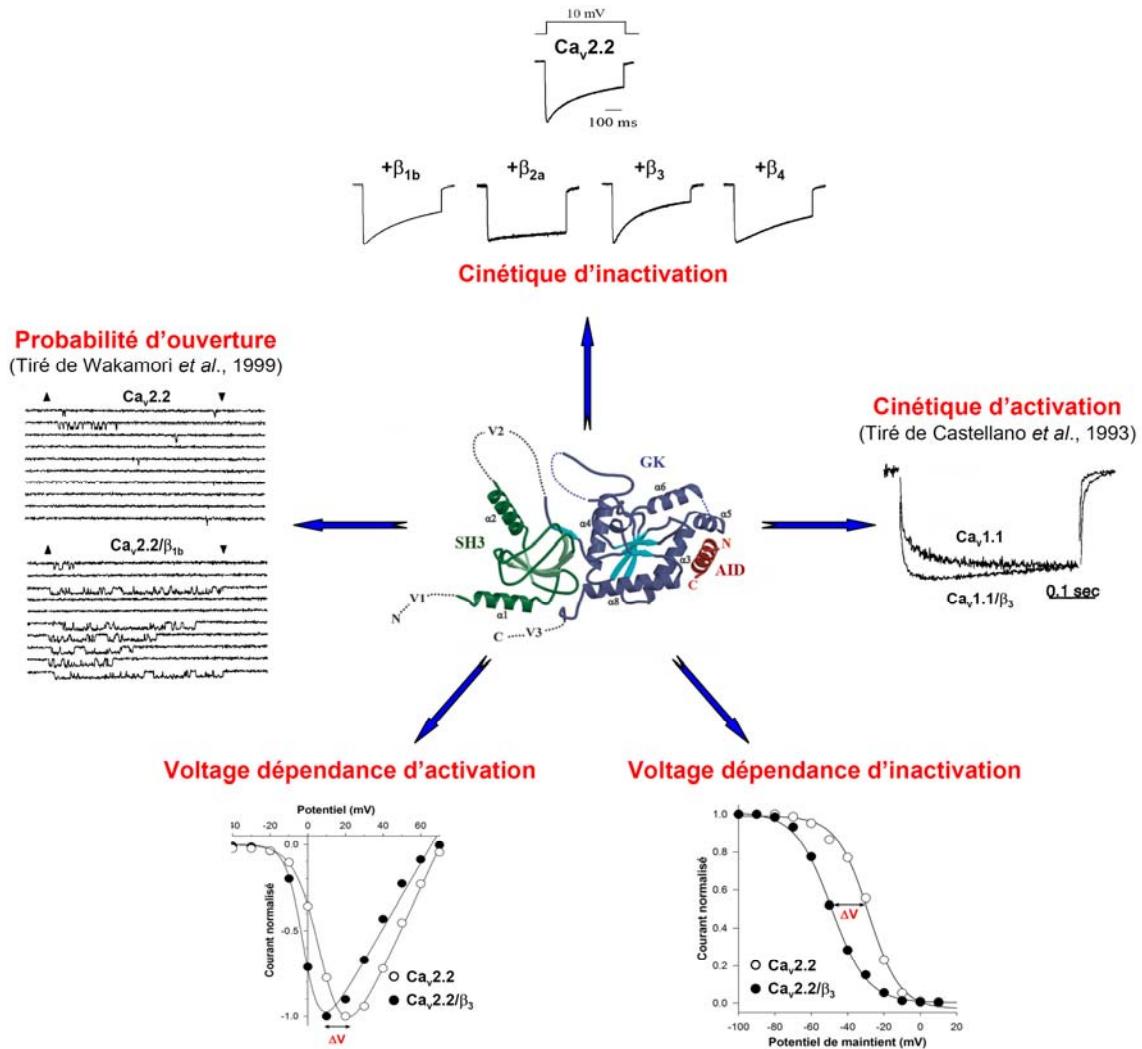 10 mV
Cav2.2
100 ms
+β1b
+β2a
+β3
+β4
Cinétique d'inactivation
Probabilité d'ouverture
(Tiré de Wakamori et al., 1999)
Cav2.2
Cav2.2/β1b
Cinétique d'activation
(Tiré de Castellano et al., 1993)
Cav1.1
Cav1.1/β3
0.1 sec
V2
GK
α6
α2
α4
α5
SH3
N
α3
AID
C
V1
α1
α8
N
C
V3
Voltage dépendance d'activation
Potentiel (mV)
40 -20 0 20 40 60
0.0
-0.5
-1.0
Courant normalisé
Cav2.2
Cav2.2/β3
ΔV
Voltage dépendance d'inactivation
1.0
0.8
0.6
0.4
0.2
0.0
Courant normalisé
ΔV
Cav2.2
Cav2.2/β3
-100 -80 -60 -40 -20 0 20
Potentiel de maintient (mV)